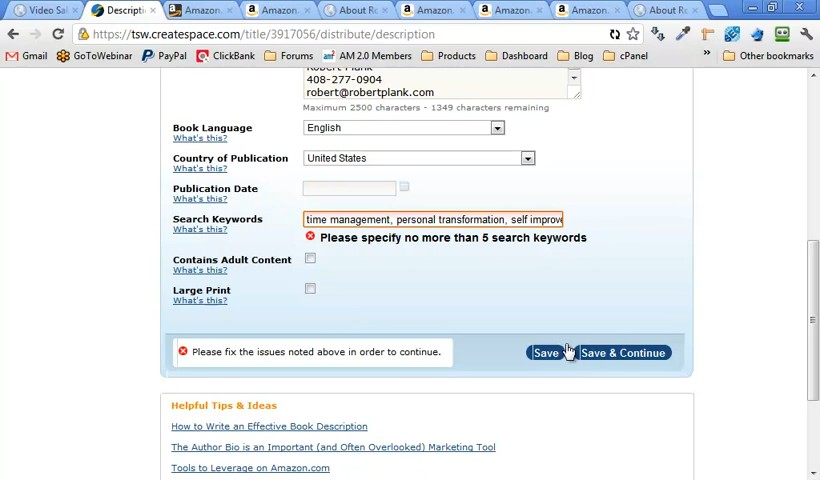 Video Sal
Descripti
Amazon.
Amazon.
About Ro
Amazon.
Amazon.
Amazon.
About Ro
https://tsw.createspace.com/title/3917056/distribute/description
Gmail GoToWebinar PayPal ClickBank Forums AM 2.0 Members Products Dashboard Blog cPanel » Other bookmarks
Robert Plank
408-277-0904
robert@robertplank.com
Maximum 2500 characters - 1349 characters remaining
Book Language English
What's this?
Country of Publication United States
What's this?
Publication Date
What's this?
Search Keywords time management, personal transformation, self improve
What's this?
Please specify no more than 5 search keywords
Contains Adult Content
What's this?
Large Print
What's this?
Please fix the issues noted above in order to continue. Save Save & Continue
Helpful Tips & Ideas
How to Write an Effective Book Description
The Author Bio is an Important (and Often Overlooked) Marketing Tool
Tools to Leverage on Amazon.com